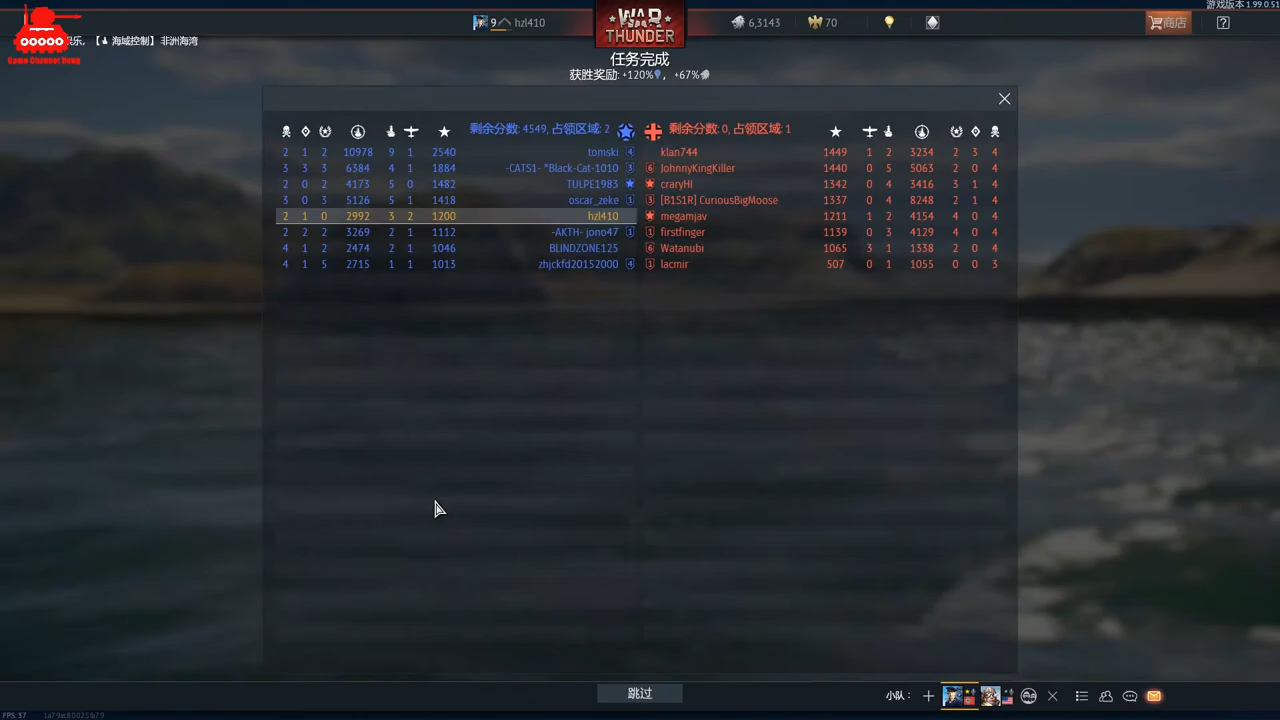 游戏版本 1.99.0.51
9 hzl410
WAR THUNDER
6,3143
70
商店
Game Channel Hong
娱乐, 【海域控制】非洲海湾
任务完成
获胜奖励: +120%, +67%
剩余分数: 4549, 占领区域: 2
剩余分数: 0, 占领区域: 1
2 1 2 10978 9 1 2540 tomski 4
klan744 1449 1 2 3234 2 3 4
3 3 3 6384 4 1 1884 -CATS1- *Black-Cat-1010 3
6 JohnnyKingKiller 1440 0 5 5063 2 0 4
2 0 2 4173 5 0 1482 TULPE1983
craryHI 1342 0 4 3416 3 1 4
3 0 3 5126 5 1 1418 oscar_zeke 1
3 [B1S1R] CuriousBigMoose 1337 0 4 8248 2 1 4
2 1 0 2992 3 2 1200 hzl410
megamjav 1211 1 2 4154 4 0 4
2 2 2 3269 2 1 1112 -AKTH- jono47 1
1 firstfinger 1139 0 3 4129 4 0 4
4 1 2 2474 2 1 1046 BLINDZONE125
6 Watanubi 1065 3 1 1338 2 0 4
4 1 5 2715 1 1 1013 zhjckfd20152000 4
1 lacmir 507 0 1 1055 0 0 3
跳过
小队:
FPS: 37